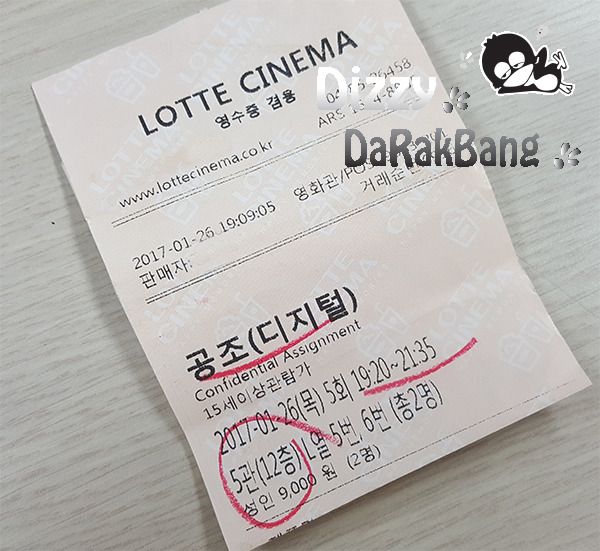 LOTTE CINEMA
영수증 겸용
Dizzy
DaRakBang
www.lottecinema.co.kr
영화관/POS
2017-01-26 19:09:05
판매자:
공조(디지털)
Confidential Assignment
15세이상관람가
2017-01-26(목) 5회 19:20~21:35
5관(12층) L열 5번/6번 (총2명)
성인 9,000 원 (2명)